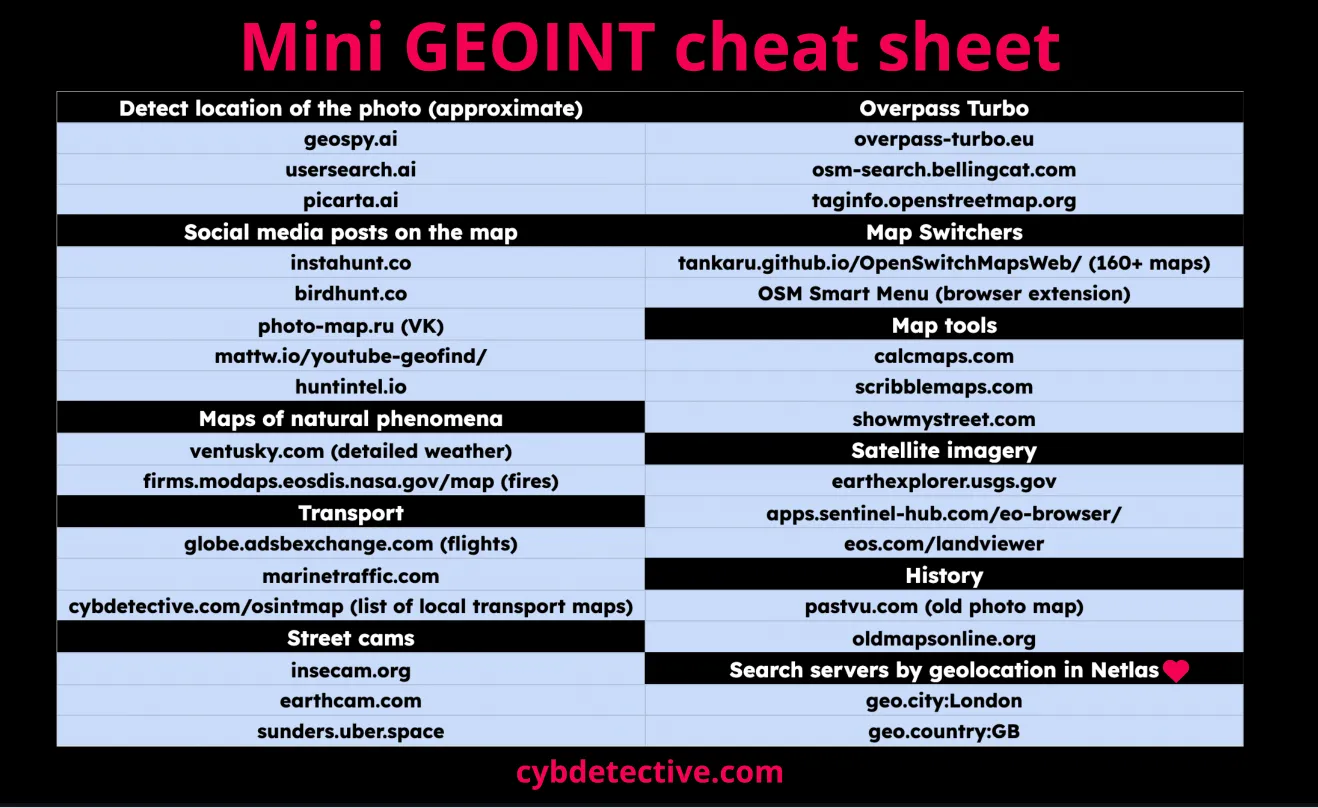 Mini GEOINT cheat sheet
Detect location of the photo (approximate)
geospy.ai
usersearch.ai
picarta.ai
Social media posts on the map
instahunt.co
birdhunt.co
photo-map.ru (VK)
mattw.io/youtube-geofind/
huntintel.io
Maps of natural phenomena
ventusky.com (detailed weather)
firms.modaps.eosdis.nasa.gov/map (fires)
Transport
globe.adsbexchange.com (flights)
marinetraffic.com
cybdetective.com/osintmap (list of local transport maps)
Street cams
insecam.org
earthcam.com
sunders.uber.space
Overpass Turbo
overpass-turbo.eu
osm-search.bellingcat.com
taginfo.openstreetmap.org
Map Switchers
tankaru.github.io/OpenSwitchMapsWeb/ (160+ maps)
OSM Smart Menu (browser extension)
Map tools
calcmaps.com
scribblemaps.com
showmystreet.com
Satellite imagery
earthexplorer.usgs.gov
apps.sentinel-hub.com/eo-browser/
eos.com/landviewer
History
pastvu.com (old photo map)
oldmapsonline.org
Search servers by geolocation in Netlas
geo.city:London
geo.country:GB
cybdetective.com